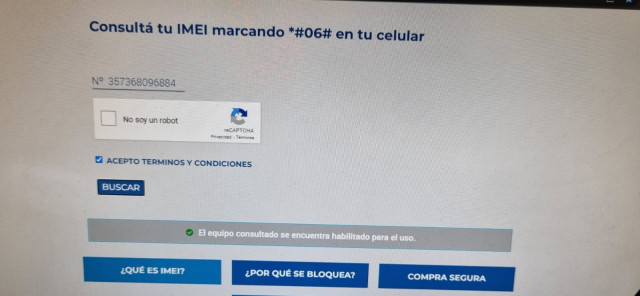 Consultá tu IMEI marcando *#06# en tu celular
Nº 357368096884
No soy un robot
reCAPTCHA
Privacidad - Términos
ACEPTO TERMINOS Y CONDICIONES
BUSCAR
El equipo consultado se encuentra habilitado para el uso.
¿QUÉ ES IMEI?
¿POR QUÉ SE BLOQUEA?
COMPRA SEGURA